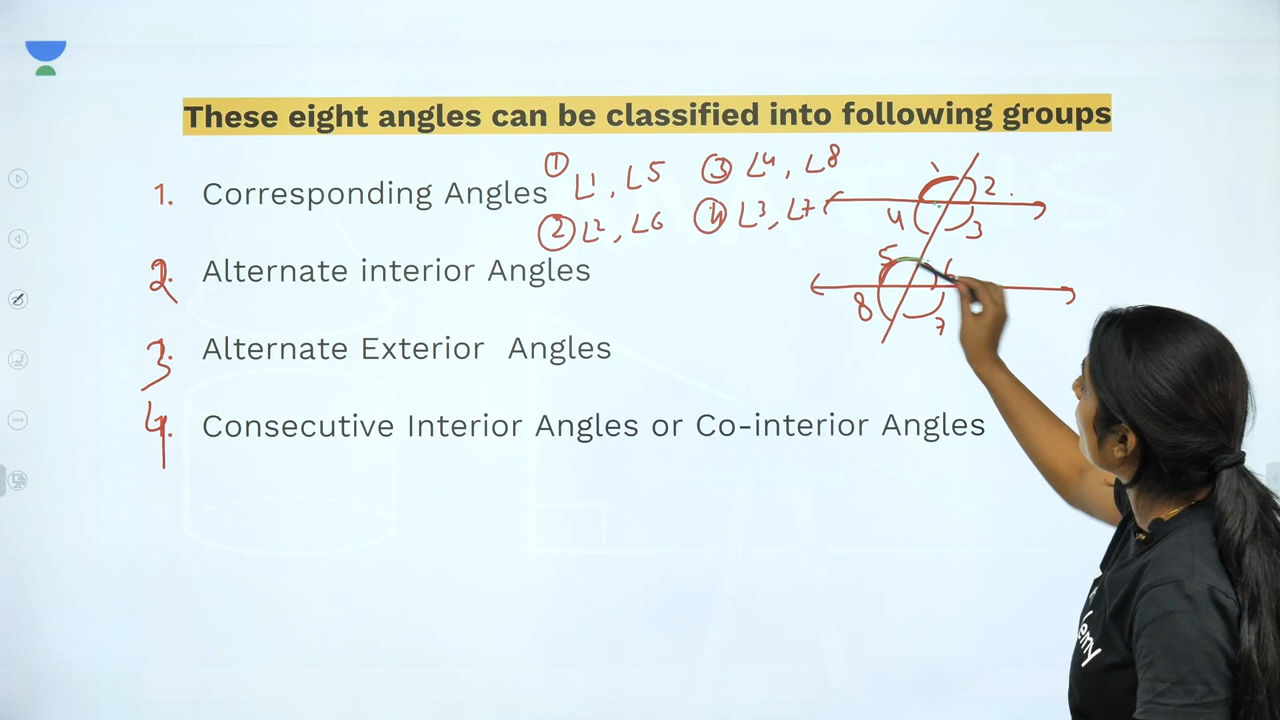 These eight angles can be classified into following groups
1. Corresponding Angles ① ∠1, ∠5 ③ ∠4, ∠8
② ∠2, ∠6 ④ ∠3, ∠7
2. Alternate interior Angles
3. Alternate Exterior Angles
4. Consecutive Interior Angles or Co-interior Angles
1 2
4 3
5 6
8 7